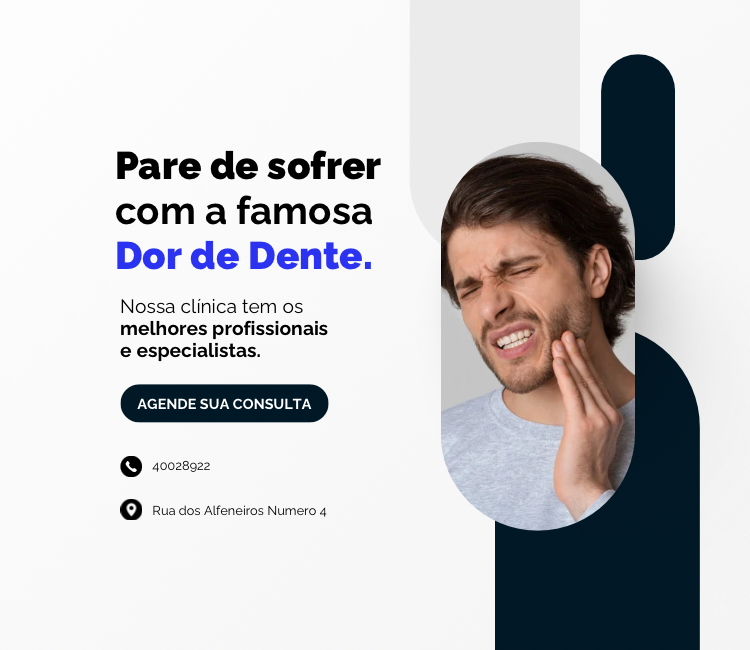 Pare de sofrer
com a famosa
Dor de Dente.
Nossa clínica tem os
melhores profissionais
e especialistas.
AGENDE SUA CONSULTA
40028922
Rua dos Alfeneiros Numero 4